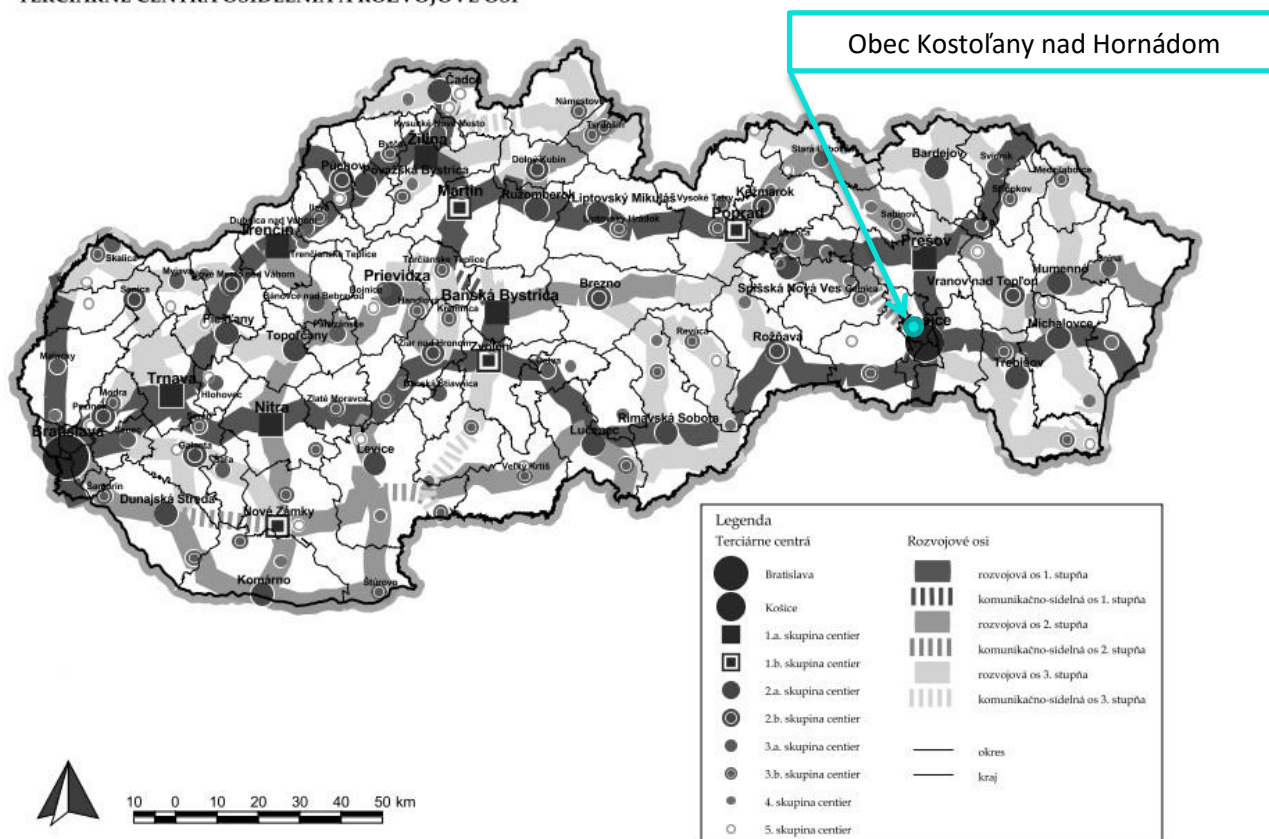 Obec Kostoľany nad Hornádom
Čadca
Námestovo
Kysucké Nové Mesto
Tvrdošín
Bytča
Žilina
Stará Ľubovňa
Bardejov
Svidník
Púchov
Považská Bystrica
Dolný Kubín
Medzilaborce
Stropkov
Martin
Ružomberok
Liptovský Mikuláš
Vysoké Tatry
Kežmarok
Ilava
Dubnica nad Váhom
Liptovský Hrádok
Poprad
Sabinov
Trenčín
Prešov
Trenčianske Teplice
Turčianske Teplice
Skalica
Myjava
Nové Mesto nad Váhom
Prievidza
Humenné
Snina
Senica
Bánovce nad Bebravou
Bojnice
Handlová
Banská Bystrica
Brezno
Spišská Nová Ves
Gelnica
Vranov nad Topľou
Kremnica
Piešťany
Partizánske
Topoľčany
Revúca
Rožňava
Michalovce
Malacky
Žiar nad Hronom
Zvolen
Detva
Trebišov
Trnava
Hlohovec
Banská Štiavnica
Modra
Pezinok
Nitra
Zlaté Moravce
Rimavská Sobota
Bratislava
Senec
Sereď
Lučenec
Galanta
Šaľa
Levice
Veľký Krtíš
Šamorín
Dunajská Streda
Nové Zámky
Komárno
Štúrovo
Legenda
Terciárne centrá
Rozvojové osi
Bratislava
rozvojová os 1. stupňa
komunikačno-sídelná os 1. stupňa
Košice
rozvojová os 2. stupňa
1.a. skupina centier
komunikačno-sídelná os 2. stupňa
1.b. skupina centier
rozvojová os 3. stupňa
2.a. skupina centier
komunikačno-sídelná os 3. stupňa
2.b. skupina centier
3.a. skupina centier
okres
3.b. skupina centier
kraj
4. skupina centier
5. skupina centier
10 0 10 20 30 40 50 km